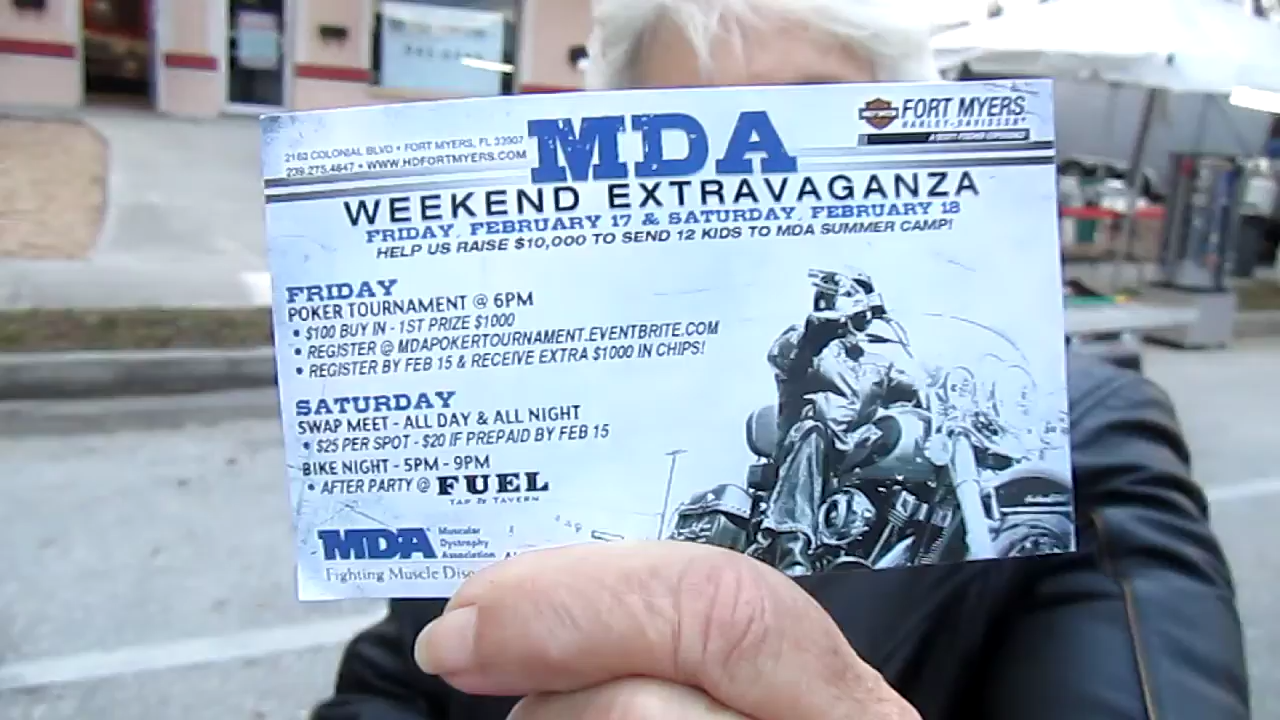 2163 COLONIAL BLVD • FORT MYERS, FL 33907
239.275.4647 • WWW.HDFORTMYERS.COM
MDA
FORT MYERS
HARLEY-DAVIDSON
WEEKEND EXTRAVAGANZA
FRIDAY, FEBRUARY 17 & SATURDAY, FEBRUARY 18
HELP US RAISE $10,000 TO SEND 12 KIDS TO MDA SUMMER CAMP!
FRIDAY
POKER TOURNAMENT @ 6PM
• $100 BUY IN - 1ST PRIZE $1000
• REGISTER @ MDAPOKERTOURNAMENT.EVENTBRITE.COM
• REGISTER BY FEB 15 & RECEIVE EXTRA $1000 IN CHIPS!
SATURDAY
SWAP MEET - ALL DAY & ALL NIGHT
• $25 PER SPOT - $20 IF PREPAID BY FEB 15
BIKE NIGHT - 5PM - 9PM
• AFTER PARTY @ FUEL
TAP & TAVERN
MDA Muscular
Dystrophy
Association
Fighting Muscle